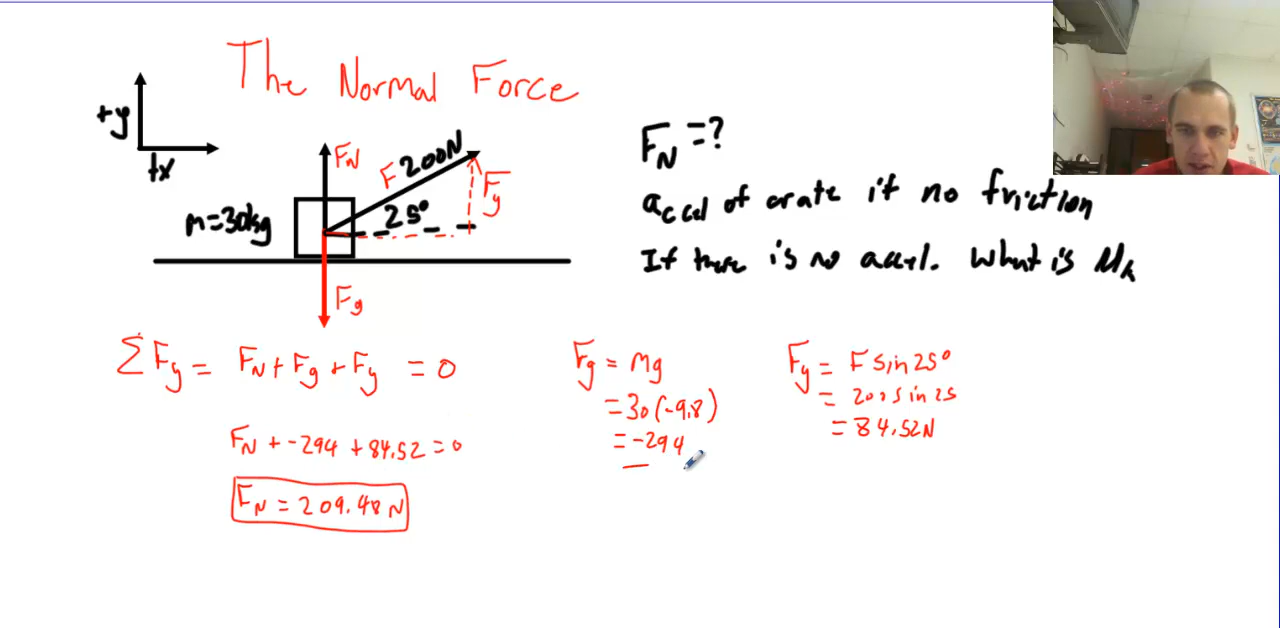 The Normal Force
+y
+x
FN
F 200N
Fy
25°
m=30kg
Fg
FN =?
accel of crate if no friction
If there is no accel. What is Mk
ΣFy = FN + Fg + Fy = 0
FN + -294 + 84.52 = 0
FN = 209.48 N
Fg = Mg
= 30(-9.8)
= -294
Fy = F sin 25°
= 200 sin 25
= 84.52N